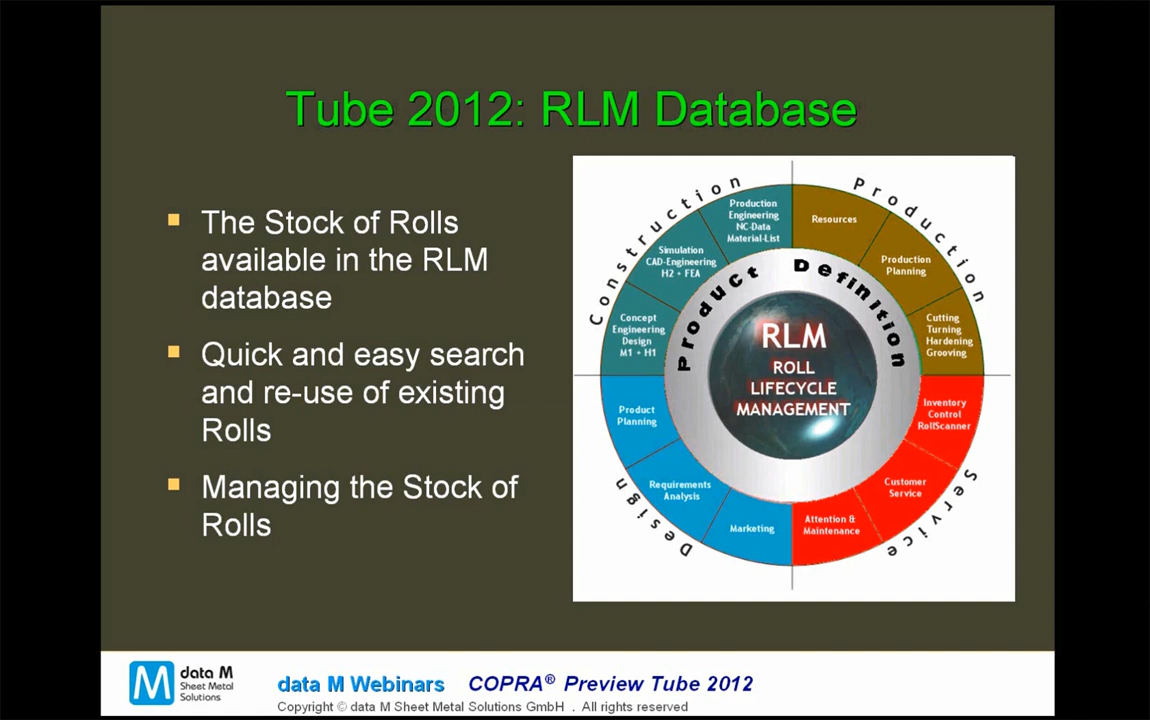 Tube 2012: RLM Database
The Stock of Rolls
available in the RLM
database
Quick and easy search
and re-use of existing
Rolls
Managing the Stock of
Rolls
Construction
Production
Service
Design
Product Definition
RLM
ROLL
LIFECYCLE
MANAGEMENT
Production
Engineering
NC-Data
Material-List
Simulation
CAD-Engineering
H2 + FEA
Concept
Engineering
Design
M1 + H1
Resources
Production
Planning
Cutting
Turning
Hardening
Grooving
Inventory
Control
RollScanner
Customer
Service
Attention &
Maintenance
Marketing
Requirements
Analysis
Product
Planning
M
data M
Sheet Metal
Solutions
data M Webinars COPRA® Preview Tube 2012
Copyright © data M Sheet Metal Solutions GmbH . All rights reserved